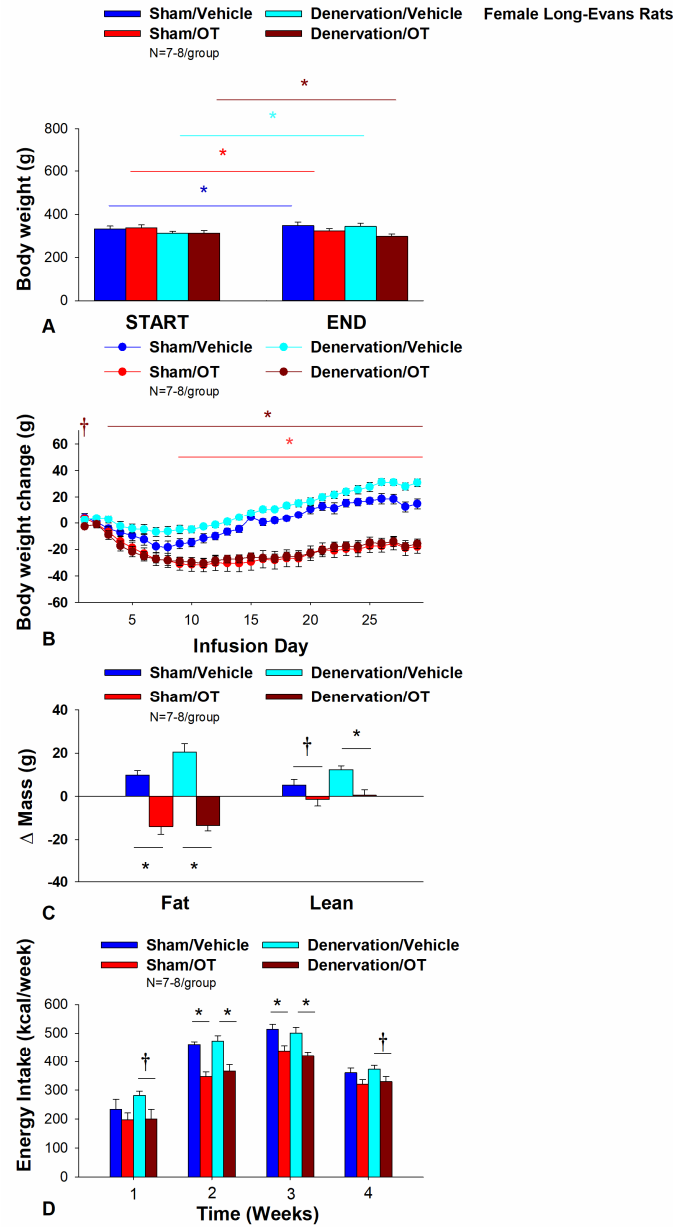 Sham/Vehicle Denervation/Vehicle Female Long-Evans Rats
Sham/OT Denervation/OT
N=7-8/group
*
*
*
*
Body weight (g)
800
600
400
200
0
START END
A
Sham/Vehicle Denervation/Vehicle
Sham/OT Denervation/OT
N=7-8/group
† *
*
Body weight change (g)
60
40
20
0
-20
-40
-60
5 10 15 20 25
Infusion Day
B
Sham/Vehicle Denervation/Vehicle
Sham/OT Denervation/OT
N=7-8/group
Δ Mass (g)
40
20
0
-20
-40
† *
* *
Fat Lean
C
Sham/Vehicle Denervation/Vehicle
Sham/OT Denervation/OT
N=7-8/group
Energy Intake (kcal/week)
600
500
400
300
200
100
0
† * * * * †
1 2 3 4
Time (Weeks)
D